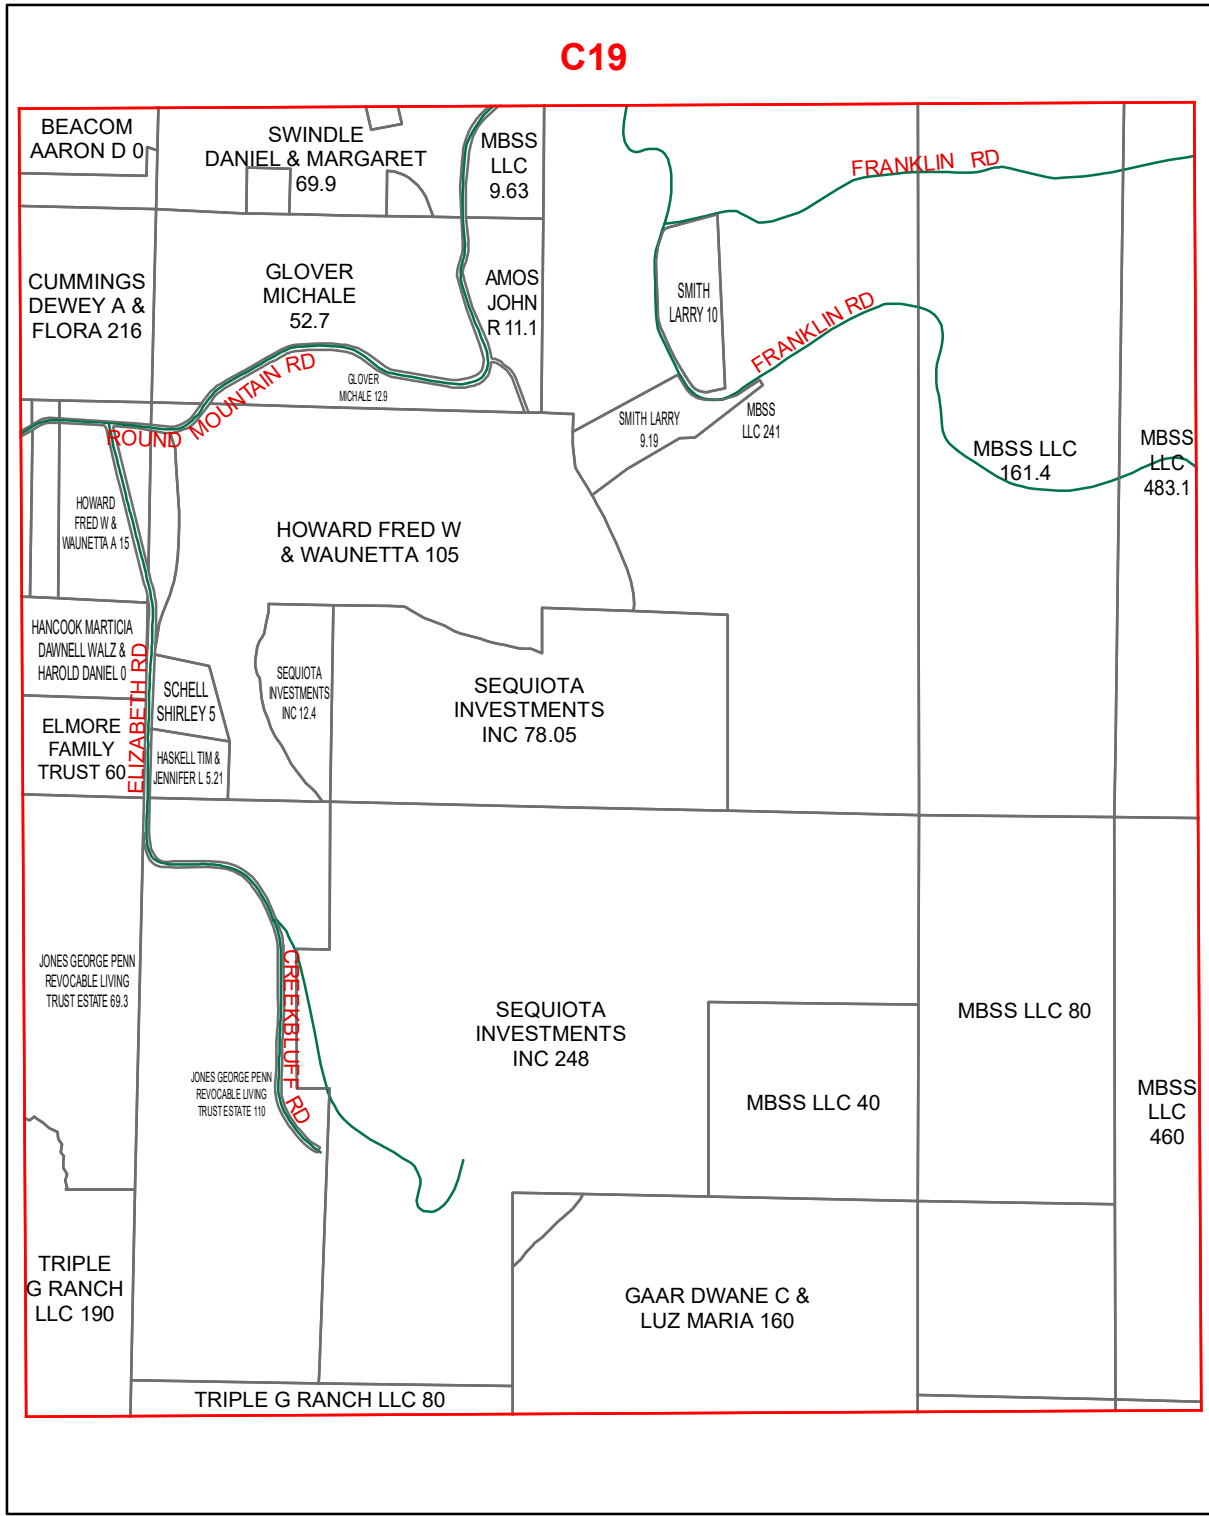 C19
BEACOM
AARON D 0
SWINDLE
DANIEL & MARGARET
69.9
MBSS
LLC
9.63
FRANKLIN RD
CUMMINGS
DEWEY A &
FLORA 216
GLOVER
MICHALE
52.7
AMOS
JOHN
R 11.1
SMITH
LARRY 10
FRANKLIN RD
ROUND MOUNTAIN RD
GLOVER
MICHALE 12.9
SMITH LARRY
9.19
MBSS
LLC 241
MBSS LLC
161.4
MBSS
LLC
483.1
HOWARD
FRED W &
WAUNETTA A 15
HOWARD FRED W
& WAUNETTA 105
HANCOOK MARTICIA
DAWNELL WALZ &
HAROLD DANIEL 0
ELIZABETH RD
SCHELL
SHIRLEY 5
SEQUIOTA
INVESTMENTS
INC 12.4
SEQUIOTA
INVESTMENTS
INC 78.05
ELMORE
FAMILY
TRUST 60
HASKELL TIM &
JENNIFER L 5.21
JONES GEORGE PENN
REVOCABLE LIVING
TRUST ESTATE 69.3
CREEKBLUFF RD
SEQUIOTA
INVESTMENTS
INC 248
MBSS LLC 80
JONES GEORGE PENN
REVOCABLE LIVING
TRUST ESTATE 110
MBSS LLC 40
MBSS
LLC
460
TRIPLE
G RANCH
LLC 190
GAAR DWANE C &
LUZ MARIA 160
TRIPLE G RANCH LLC 80